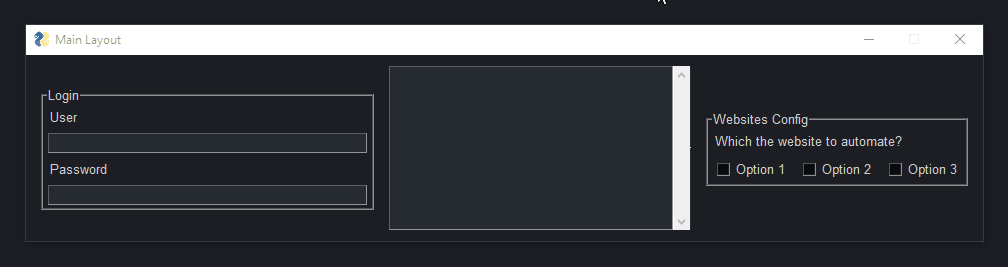 Main Layout
Login
User
Password
Websites Config
Which the website to automate?
Option 1 Option 2 Option 3